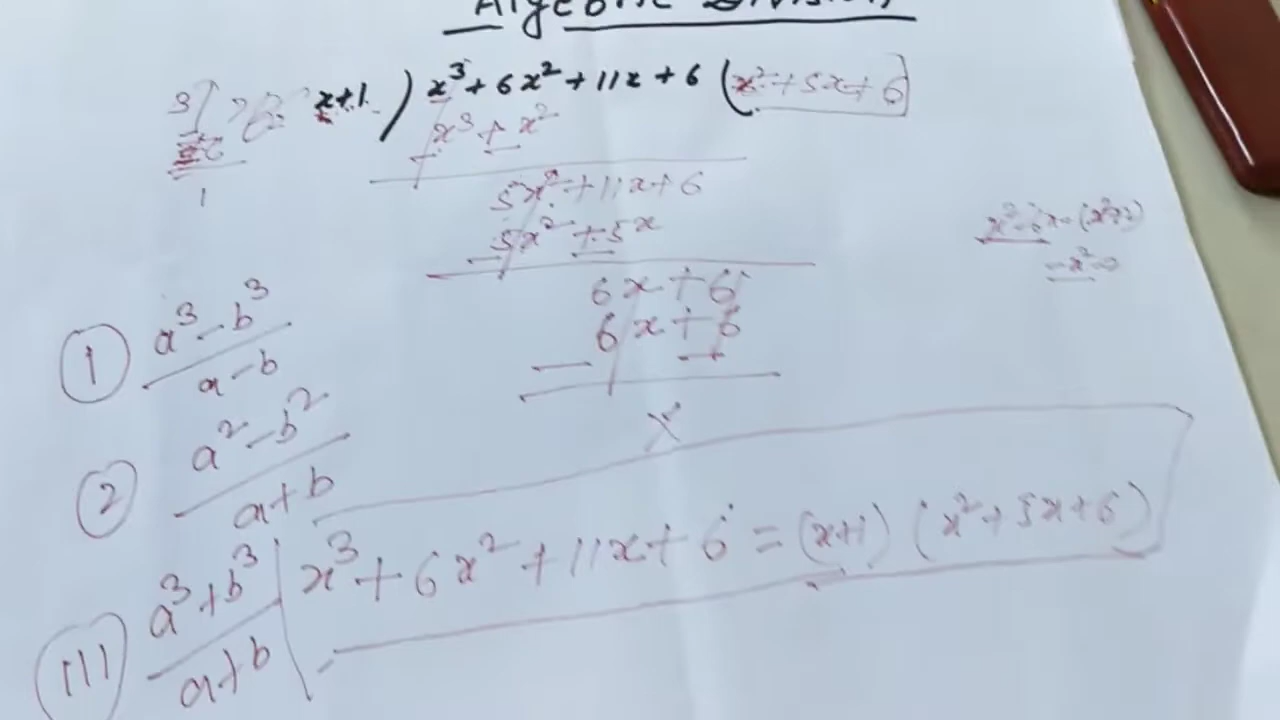 Algebric Division
x+1 ) x³ + 6x² + 11x + 6 ( x² + 5x + 6
x³ + x²
5x² + 11x + 6
5x² + 5x
6x + 6
6x + 6
x
1
① a³ - b³
a - b
② a² - b²
a + b
III a³ + b³
a + b
x³ + 6x² + 11x + 6 = (x+1) (x² + 5x + 6)